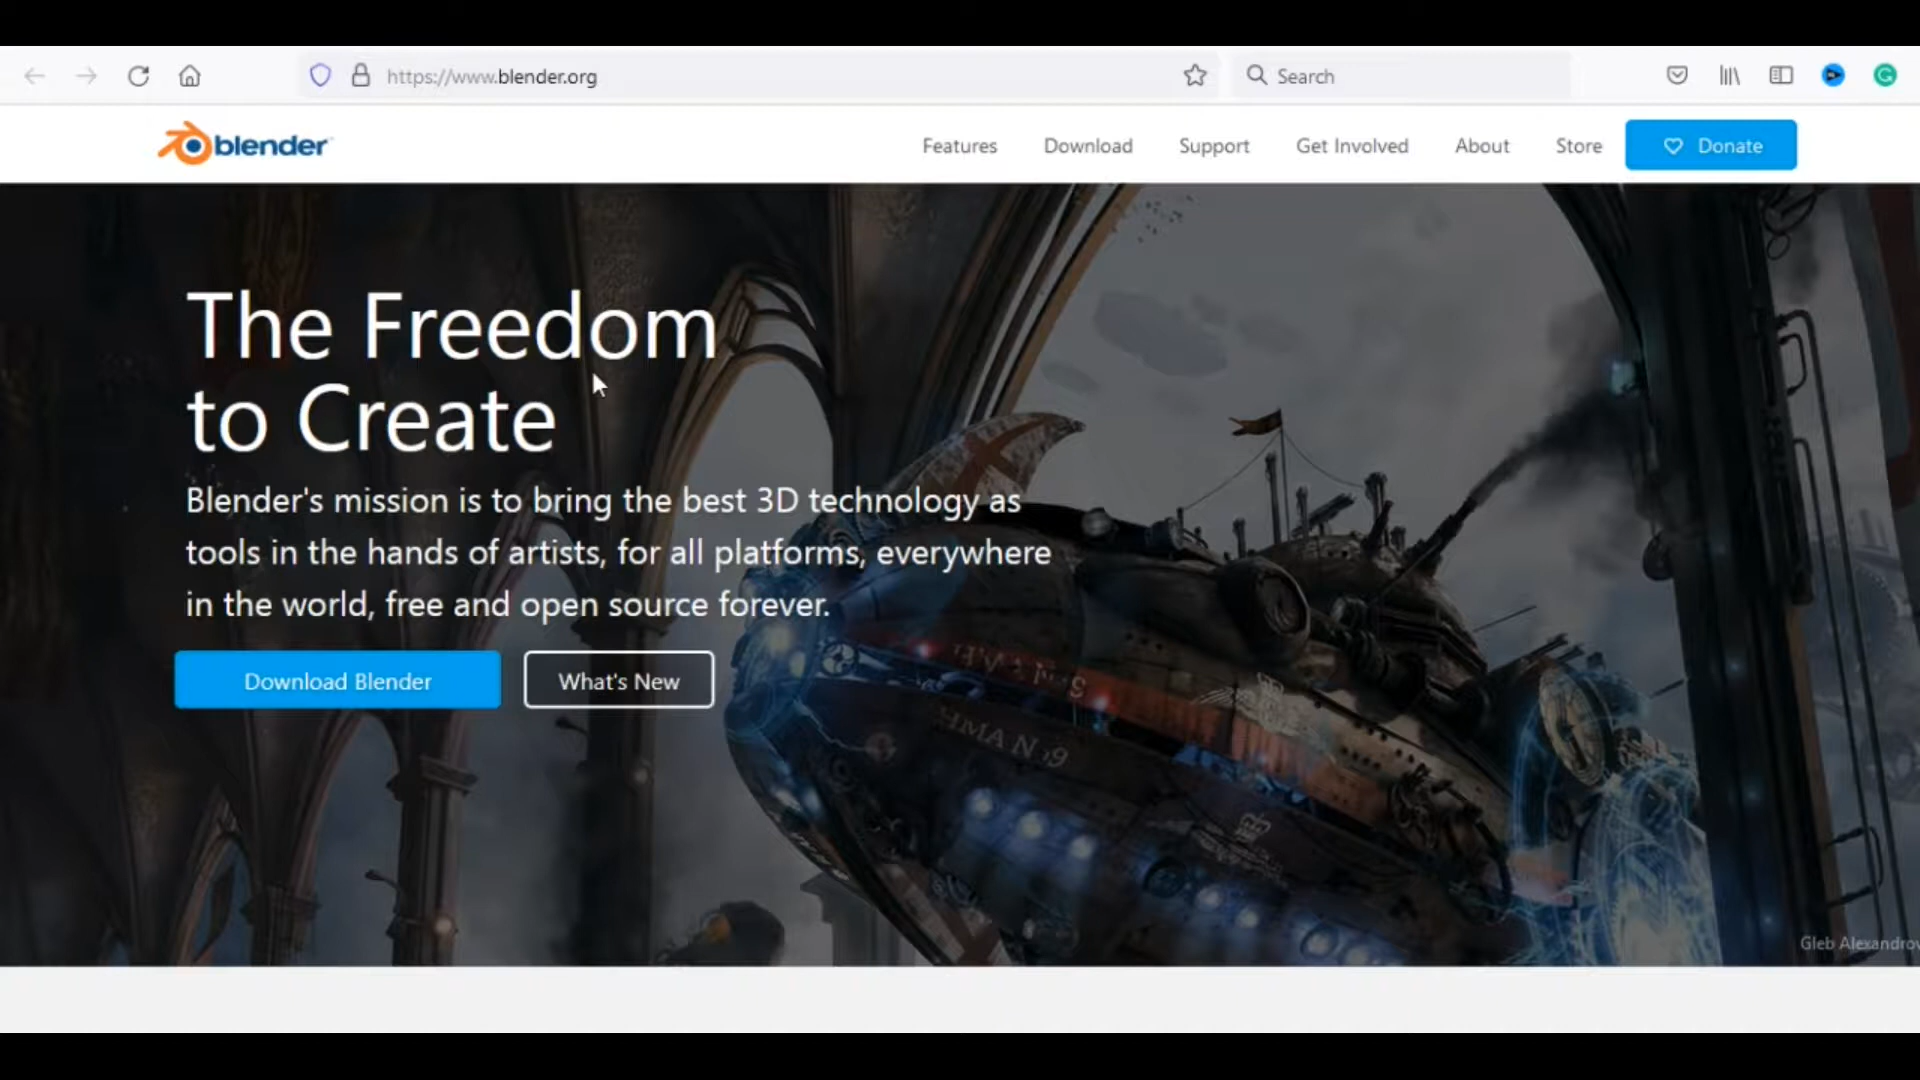 https://www.blender.org
Search
blender
Features
Download
Support
Get Involved
About
Store
Donate
The Freedom
to Create
Blender's mission is to bring the best 3D technology as
tools in the hands of artists, for all platforms, everywhere
in the world, free and open source forever.
Download Blender
What's New
Gleb Alexandrov